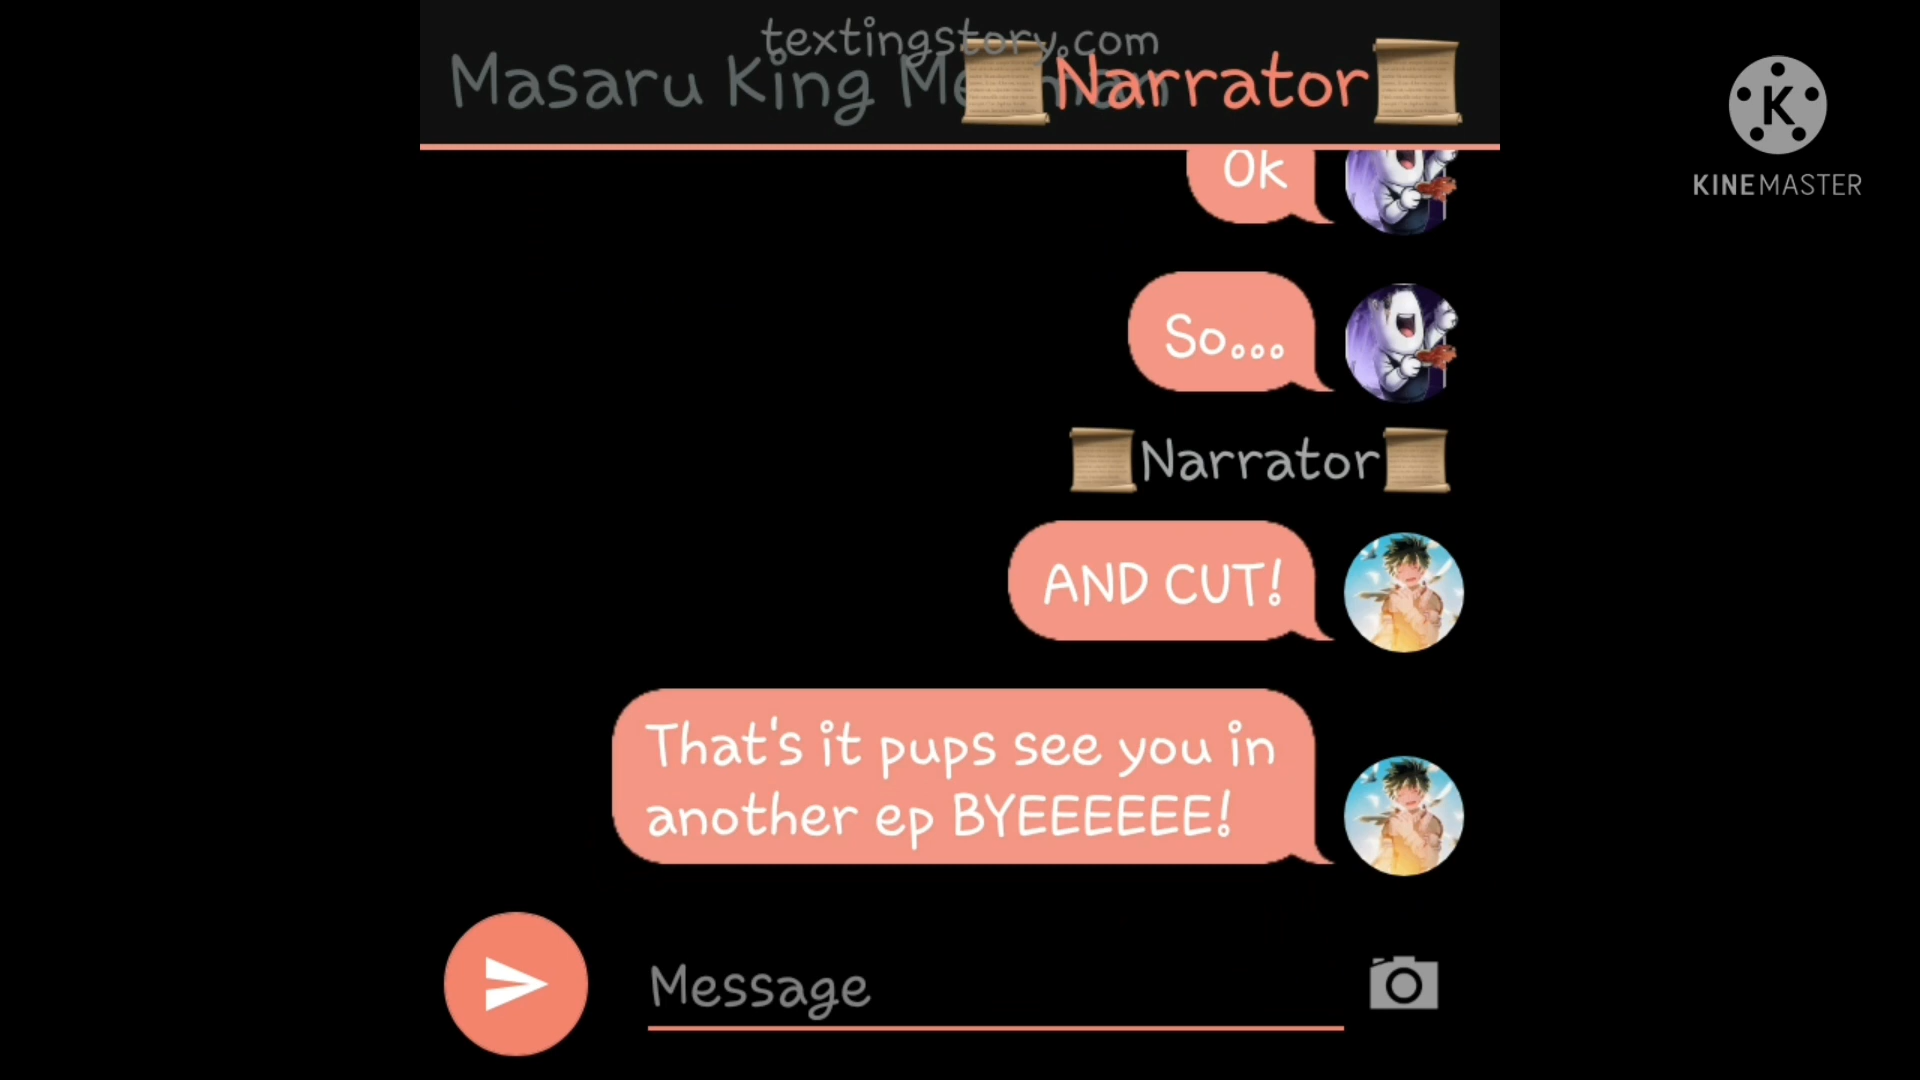 textingstory.com
Masaru King Me
Narrator
K
KINEMASTER
Ok
So...
Narrator
AND CUT!
That's it pups see you in
another ep BYEEEEEE!
Message